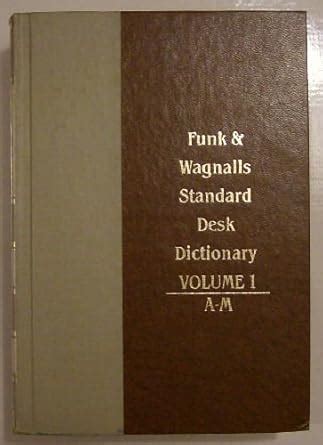 Funk &
Wagnalls
Standard
Desk
Dictionary
VOLUME 1
A-M